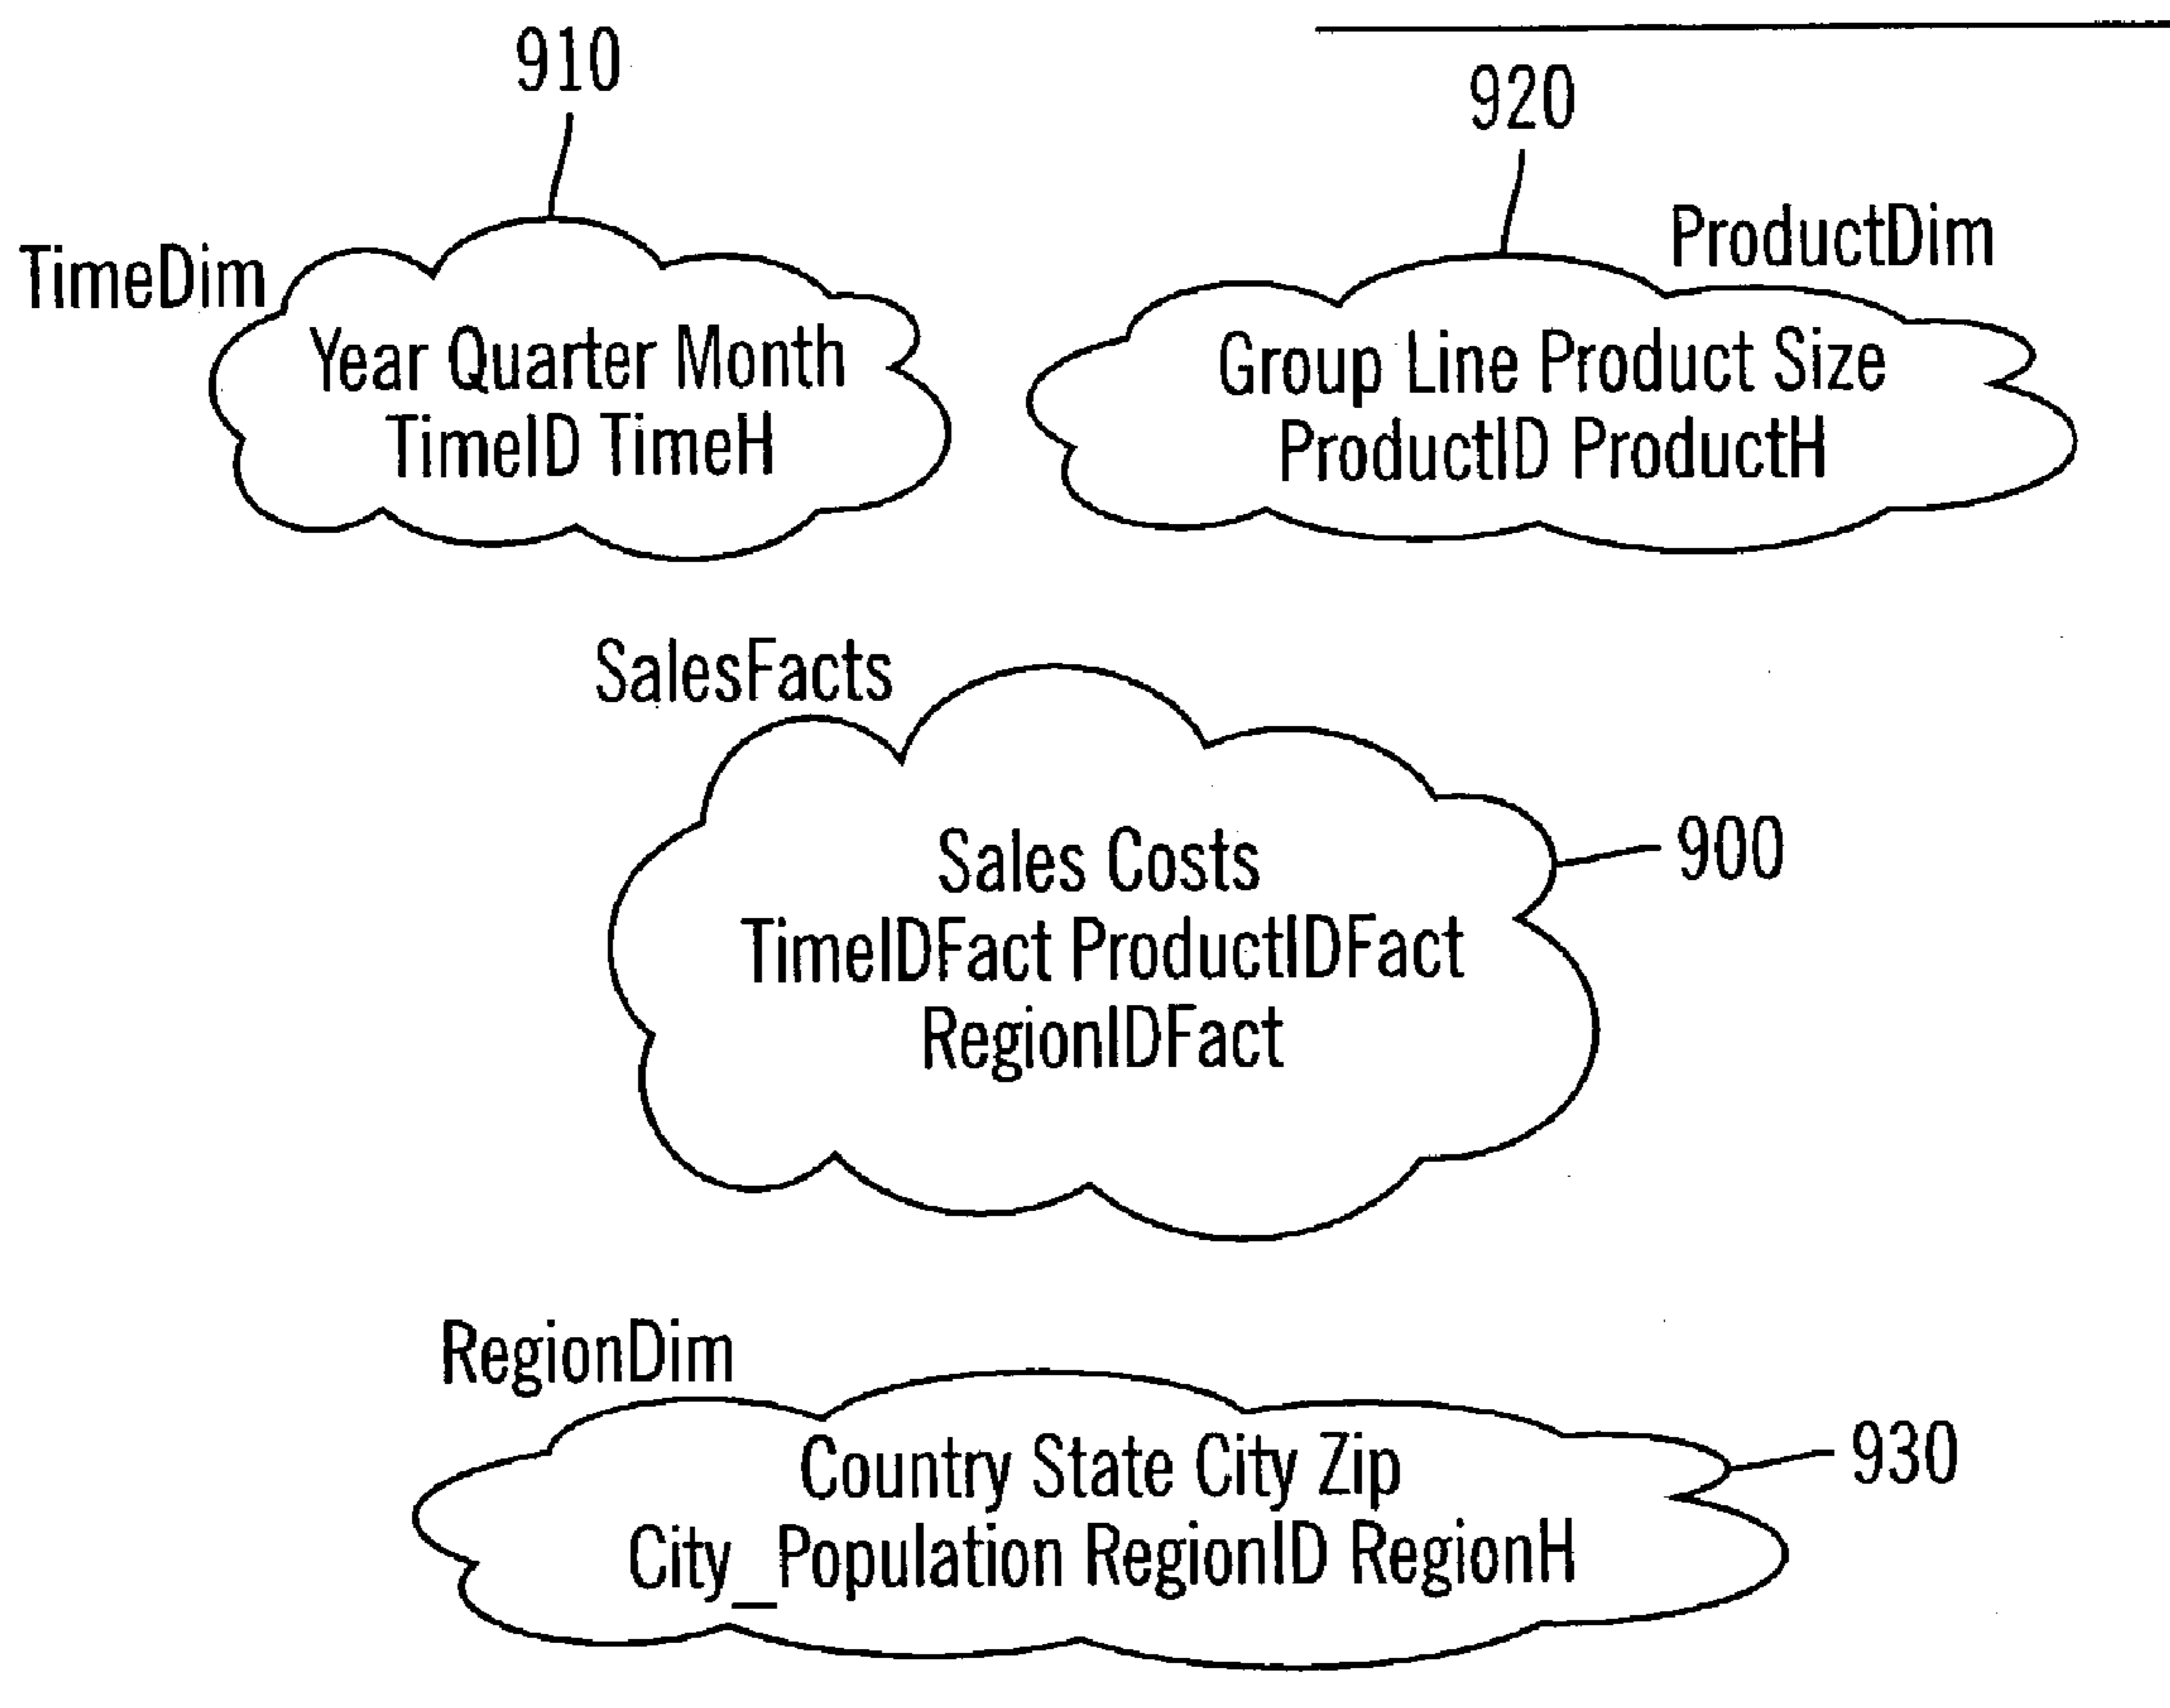 910
920
TimeDim
ProductDim
Year Quarter Month
TimeID TimeH
Group Line Product Size
ProductID ProductH
SalesFacts
Sales Costs
TimeIDFact ProductIDFact
RegionIDFact
900
RegionDim
Country State City Zip
City_Population RegionID RegionH
930